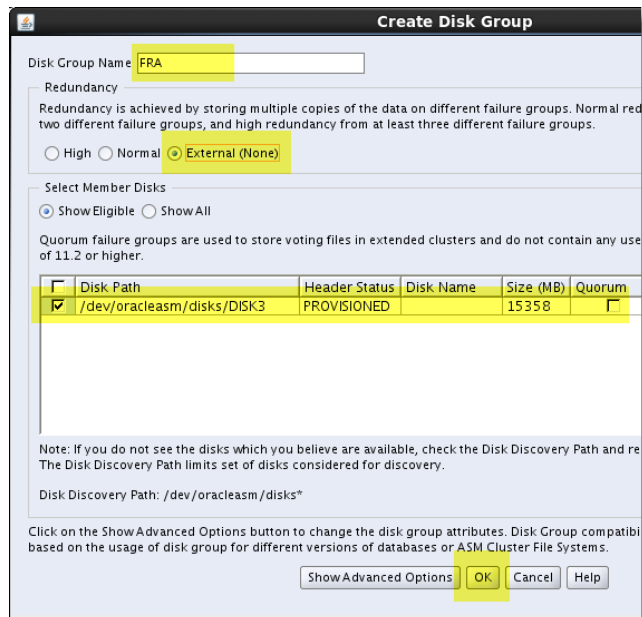 Create Disk Group
Disk Group Name FRA
Redundancy
Redundancy is achieved by storing multiple copies of the data on different failure groups. Normal red
two different failure groups, and high redundancy from at least three different failure groups.
High Normal External (None)
Select Member Disks
Show Eligible Show All
Quorum failure groups are used to store voting files in extended clusters and do not contain any use
of 11.2 or higher.
Disk Path Header Status Disk Name Size (MB) Quorum
/dev/oracleasm/disks/DISK3 PROVISIONED 15358
Note: If you do not see the disks which you believe are available, check the Disk Discovery Path and re
The Disk Discovery Path limits set of disks considered for discovery.
Disk Discovery Path: /dev/oracleasm/disks*
Click on the Show Advanced Options button to change the disk group attributes. Disk Group compatibi
based on the usage of disk group for different versions of databases or ASM Cluster File Systems.
Show Advanced Options OK Cancel Help